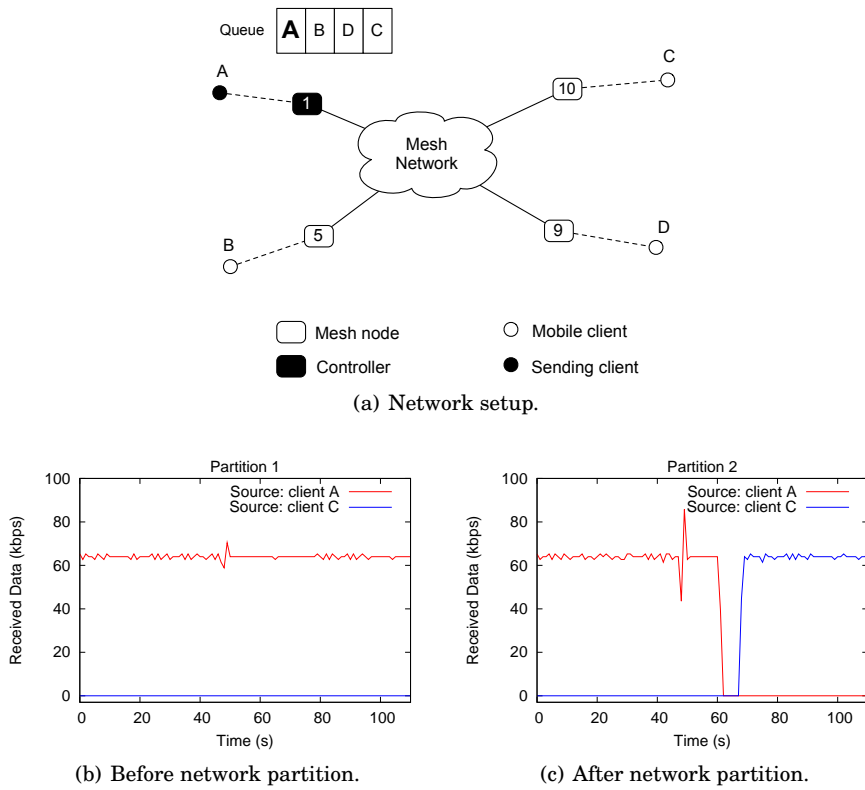 Queue A B D C
A
C
1
10
Mesh
Network
B
5
9
D
Mesh node
Mobile client
Controller
Sending client
(a) Network setup.
Partition 1
100
80
60
40
20
0
0 20 40 60 80 100
Received Data (kbps)
Time (s)
Source: client A
Source: client C
(b) Before network partition.
Partition 2
100
80
60
40
20
0
0 20 40 60 80 100
Received Data (kbps)
Time (s)
Source: client A
Source: client C
(c) After network partition.